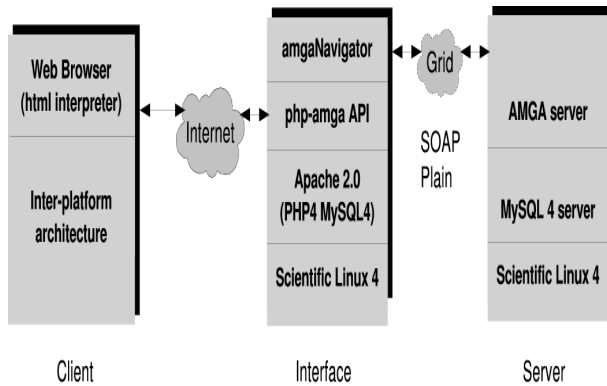 Web Browser
(html interpreter)
Inter-platform
architecture
Client
Internet
amgaNavigator
php-amga API
Apache 2.0
(PHP4 MySQL4)
Scientific Linux 4
Interface
Grid
SOAP
Plain
AMGA server
MySQL 4 server
Scientific Linux 4
Server